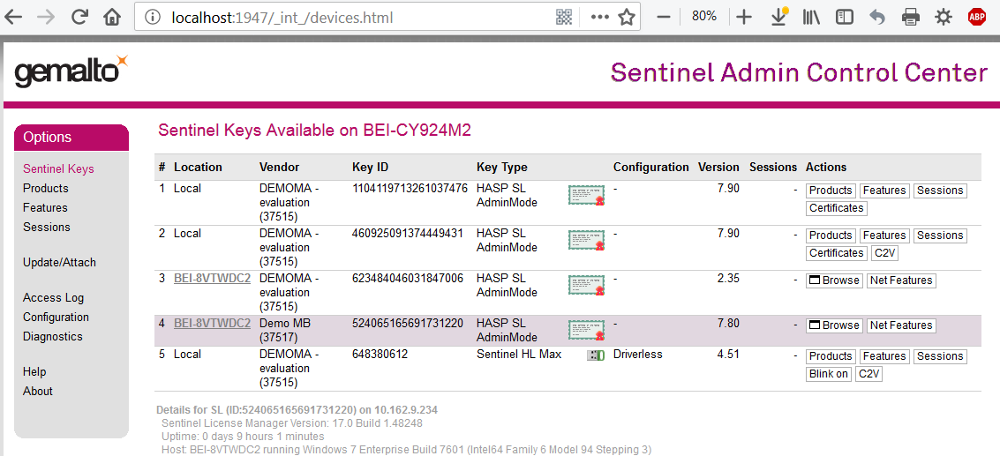 localhost:1947/_int_/devices.html
80%
ABP
gemalto
Sentinel Admin Control Center
Options
Sentinel Keys
Products
Features
Sessions
Update/Attach
Access Log
Configuration
Diagnostics
Help
About
Sentinel Keys Available on BEI-CY924M2
# Location Vendor Key ID Key Type Configuration Version Sessions Actions
1 Local DEMOMA - 1104119713261037476 HASP SL - 7.90 - Products Features Sessions
evaluation AdminMode Certificates
(37515)
2 Local DEMOMA - 460925091374449431 HASP SL - 7.90 - Products Features Sessions
evaluation AdminMode Certificates C2V
(37515)
3 BEI-8VTWDC2 DEMOMA - 623484046031847006 HASP SL - 2.35 - Browse Net Features
evaluation AdminMode
(37515)
4 BEI-8VTWDC2 Demo MB 524065165691731220 HASP SL - 7.80 - Browse Net Features
(37517) AdminMode
5 Local DEMOMA - 648380612 Sentinel HL Max Driverless 4.51 - Products Features Sessions
evaluation Blink on C2V
(37515)
Details for SL (ID:524065165691731220) on 10.162.9.234
Sentinel License Manager Version: 17.0 Build 1.48248
Uptime: 0 days 9 hours 1 minutes
Host: BEI-8VTWDC2 running Windows 7 Enterprise Build 7601 (Intel64 Family 6 Model 94 Stepping 3)